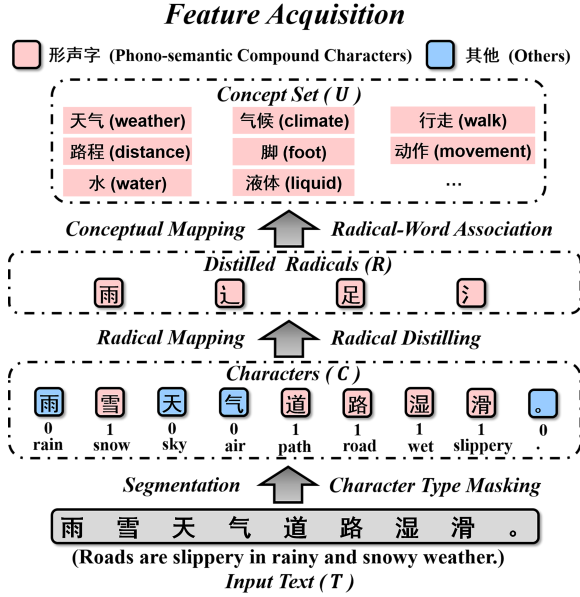 Feature Acquisition
形声字 (Phono-semantic Compound Characters) 其他 (Others)
Concept Set ( U )
天气 (weather) 气候 (climate) 行走 (walk)
路程 (distance) 脚 (foot) 动作 (movement)
水 (water) 液体 (liquid) ...
Conceptual Mapping Radical-Word Association
Distilled Radicals (R)
雨 辶 足 氵
Radical Mapping Radical Distilling
Characters ( C )
雨 雪 天 气 道 路 湿 滑 。
0 1 0 0 1 1 1 1 0
rain snow sky air path road wet slippery .
Segmentation Character Type Masking
雨 雪 天 气 道 路 湿 滑 。
(Roads are slippery in rainy and snowy weather.)
Input Text ( T )